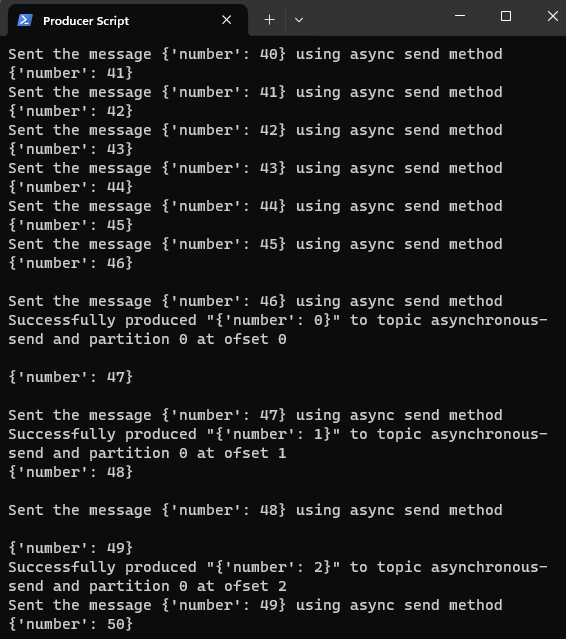 Producer Script
Sent the message {'number': 40} using async send method
{'number': 41}
Sent the message {'number': 41} using async send method
{'number': 42}
Sent the message {'number': 42} using async send method
{'number': 43}
Sent the message {'number': 43} using async send method
{'number': 44}
Sent the message {'number': 44} using async send method
{'number': 45}
Sent the message {'number': 45} using async send method
{'number': 46}
Sent the message {'number': 46} using async send method
Successfully produced "{'number': 0}" to topic asynchronous-
send and partition 0 at ofset 0
{'number': 47}
Sent the message {'number': 47} using async send method
Successfully produced "{'number': 1}" to topic asynchronous-
send and partition 0 at ofset 1
{'number': 48}
Sent the message {'number': 48} using async send method
{'number': 49}
Successfully produced "{'number': 2}" to topic asynchronous-
send and partition 0 at ofset 2
Sent the message {'number': 49} using async send method
{'number': 50}